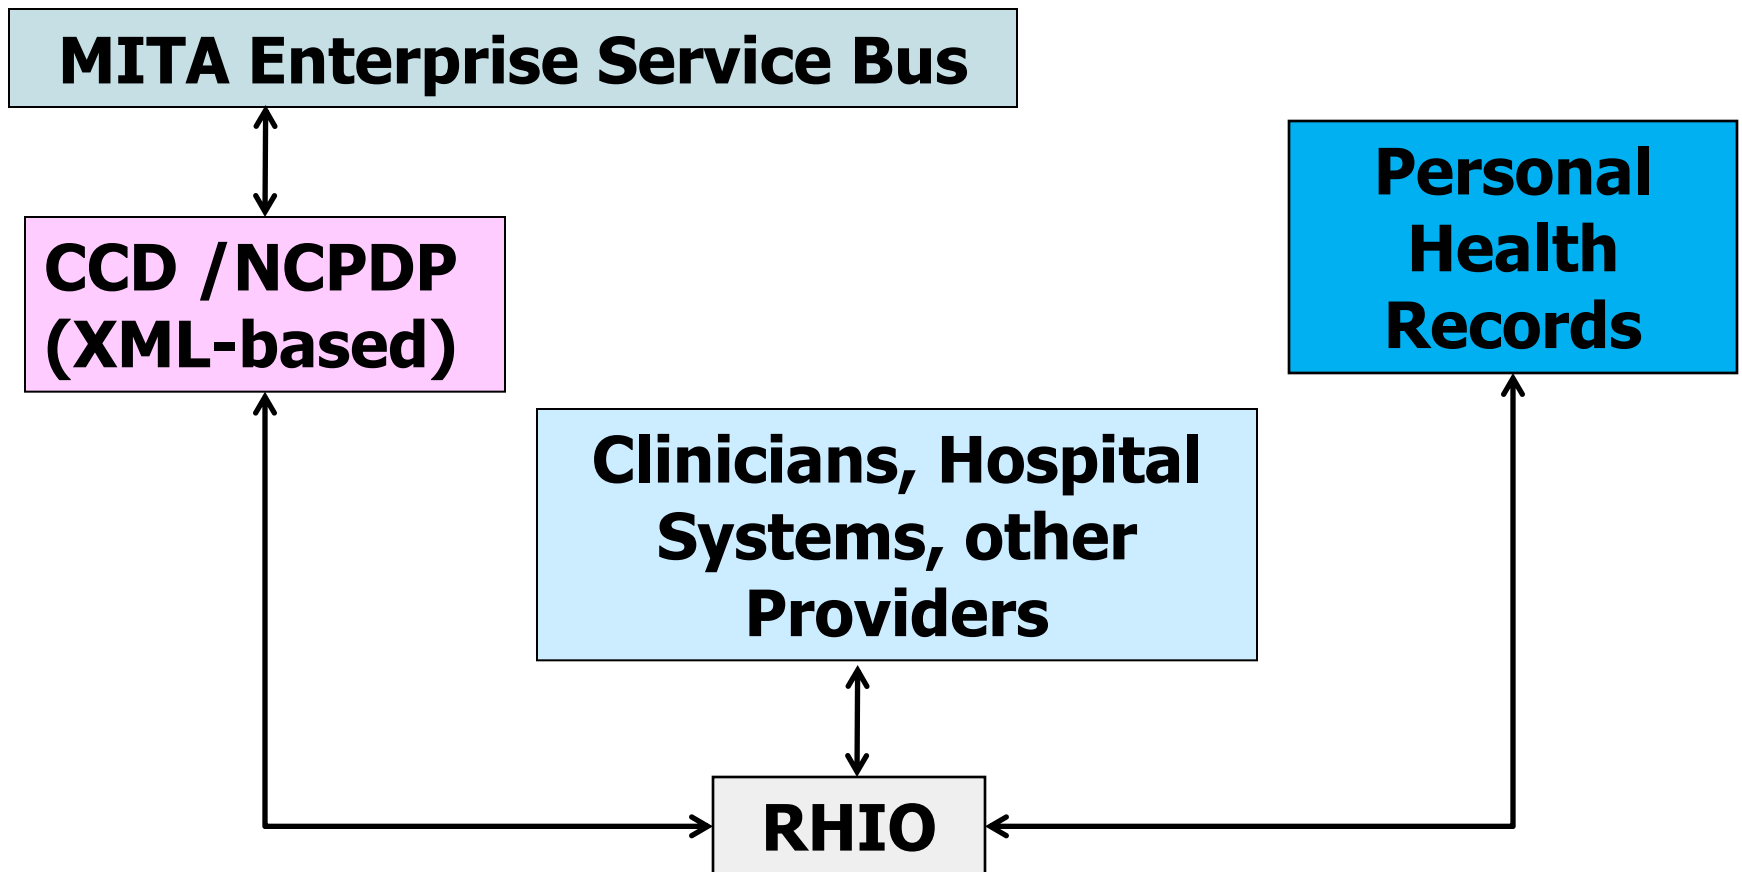 MITA Enterprise Service Bus
CCD /NCPDP
(XML-based)
Personal
Health
Records
Clinicians, Hospital
Systems, other
Providers
RHIO